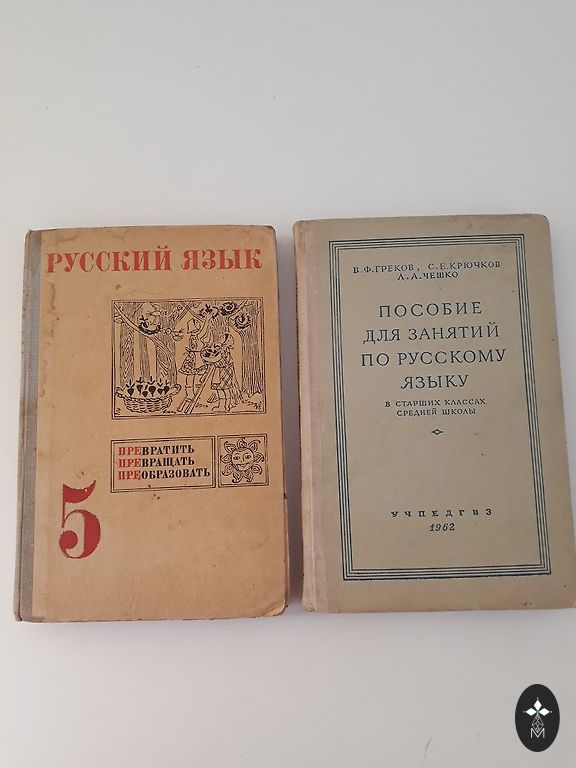 РУССКИЙ ЯЗЫК
ПРЕВРАТИТЬ
ПРЕВРАЩАТЬ
ПРЕОБРАЗОВАТЬ
5
В.Ф.ГРЕКОВ, С.Е.КРЮЧКОВ
Л.А.ЧЕШКО
ПОСОБИЕ
ДЛЯ ЗАНЯТИЙ
ПО РУССКОМУ
ЯЗЫКУ
В СТАРШИХ КЛАССАХ
СРЕДНЕЙ ШКОЛЫ
УЧПЕДГИЗ
1962
М